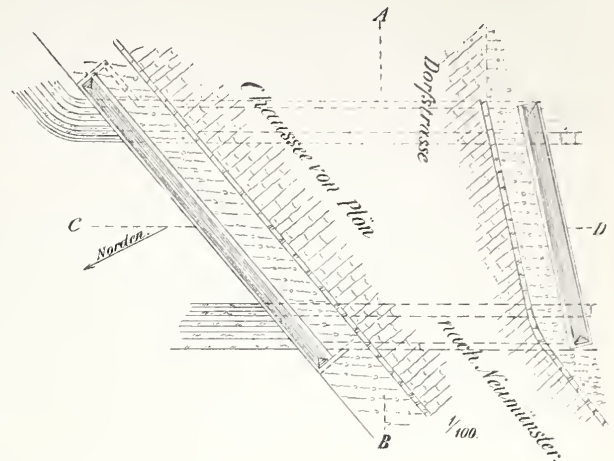 A
Dorfstrasse
Chaussee von Plön
C
Norden.
D
nach Neumünster.
1/100.
B